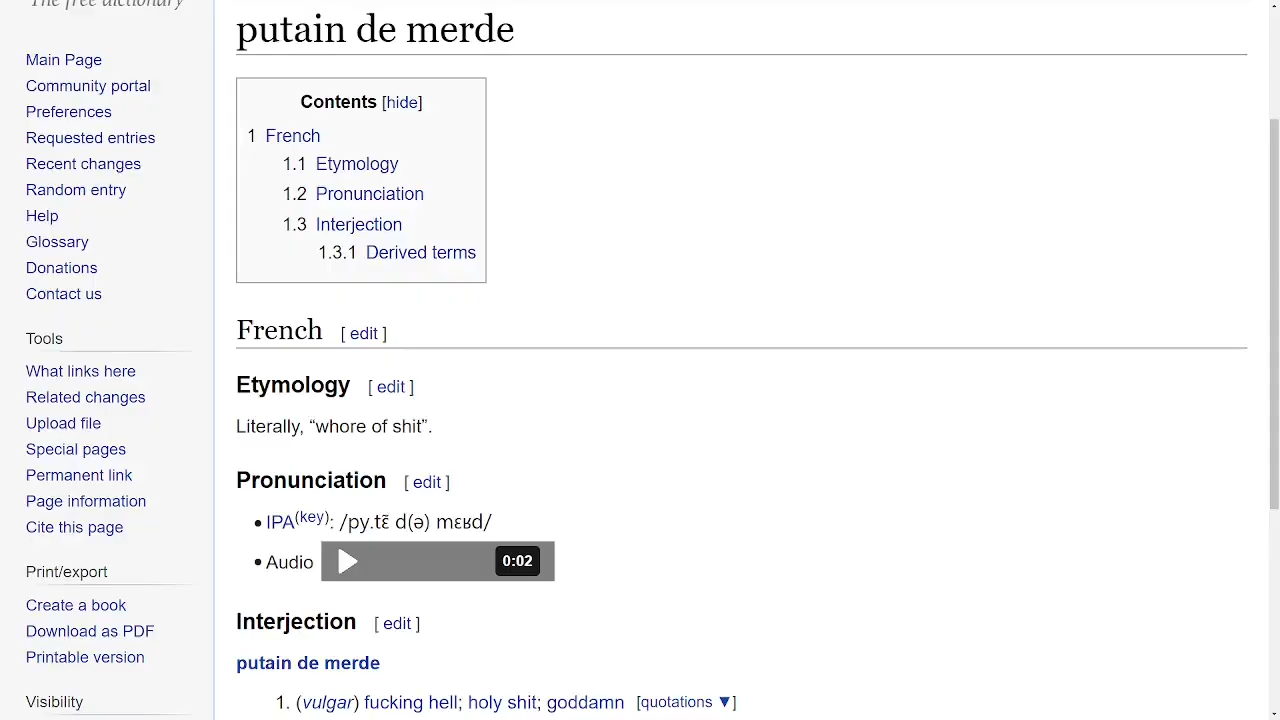 The free dictionary
Main Page
Community portal
Preferences
Requested entries
Recent changes
Random entry
Help
Glossary
Donations
Contact us
Tools
What links here
Related changes
Upload file
Special pages
Permanent link
Page information
Cite this page
Print/export
Create a book
Download as PDF
Printable version
Visibility
putain de merde
Contents [hide]
1 French
1.1 Etymology
1.2 Pronunciation
1.3 Interjection
1.3.1 Derived terms
French [ edit ]
Etymology [ edit ]
Literally, “whore of shit”.
Pronunciation [ edit ]
• IPA(key): /py.tɛ̃ d(ə) mɛʁd/
• Audio 0:02
Interjection [ edit ]
putain de merde
1. (vulgar) fucking hell; holy shit; goddamn [quotations ▼]